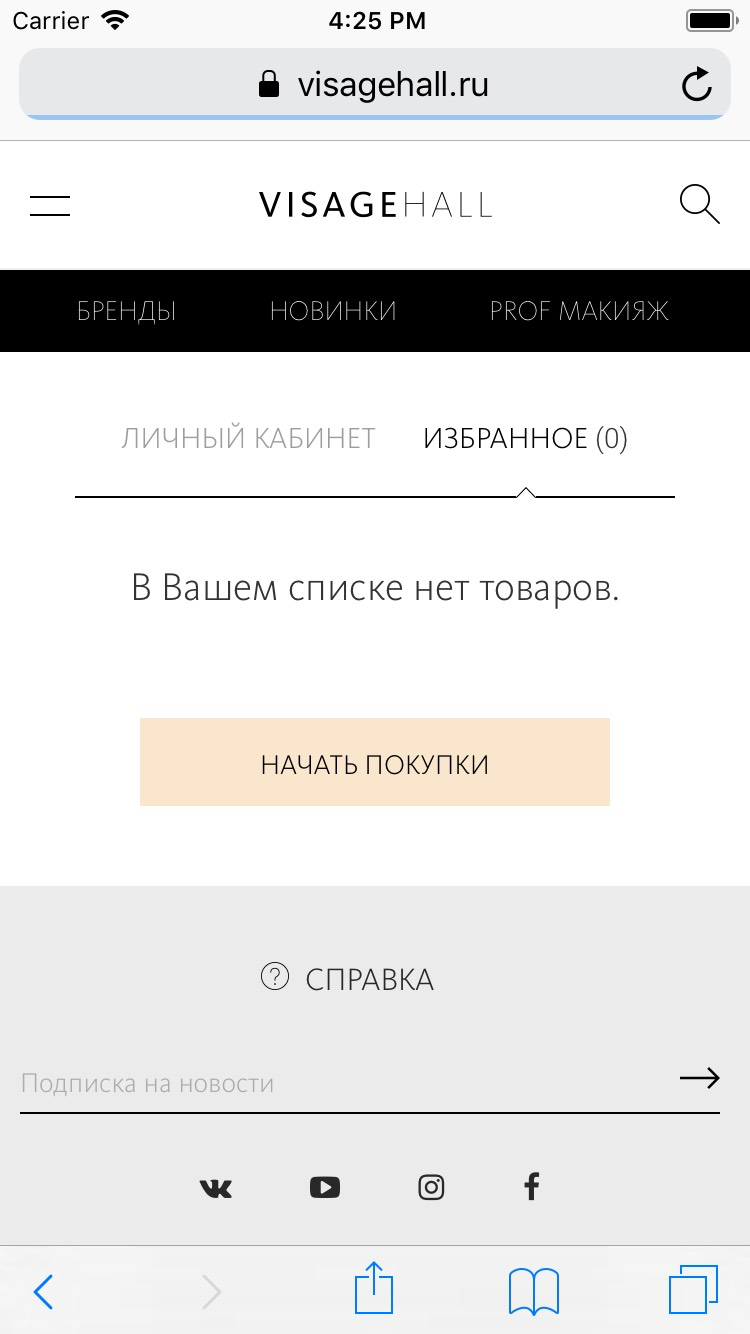 Carrier 4:25 PM
visagehall.ru
VISAGEHALL
БРЕНДЫ НОВИНКИ PROF МАКИЯЖ
ЛИЧНЫЙ КАБИНЕТ ИЗБРАННОЕ (0)
В Вашем списке нет товаров.
НАЧАТЬ ПОКУПКИ
? СПРАВКА
Подписка на новости